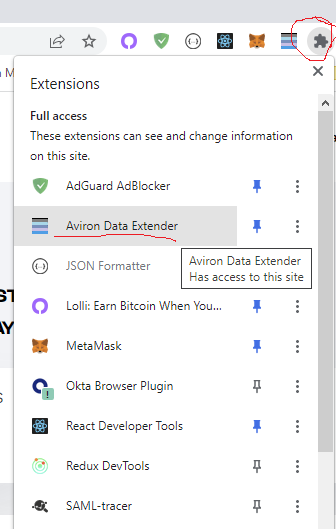 M
Extensions
Full access
These extensions can see and change information
on this site.
AdGuard AdBlocker
Aviron Data Extender
Aviron Data Extender
Has access to this site
JSON Formatter
Lolli: Earn Bitcoin When You...
MetaMask
Okta Browser Plugin
React Developer Tools
Redux DevTools
SAML-tracer
ST
AY
S